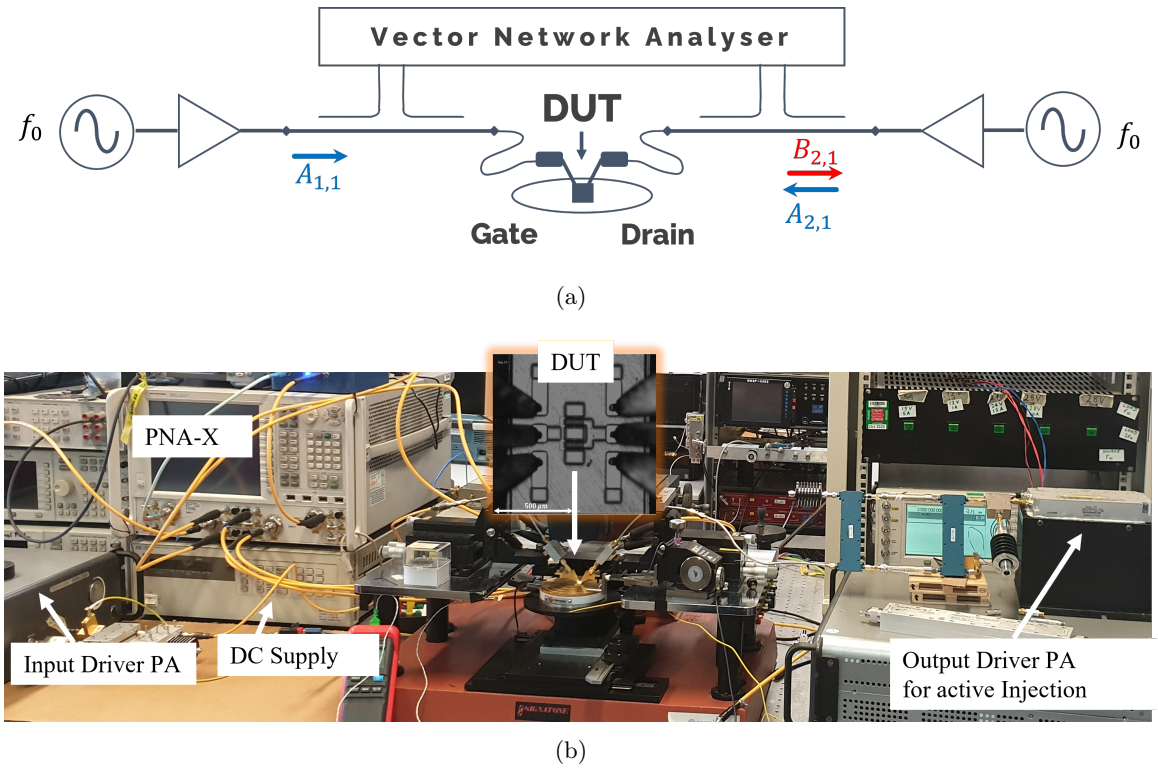 Vector Network Analyser
f₀
DUT
f₀
A₁,₁
B₂,₁
A₂,₁
Gate
Drain
(a)
DUT
PNA-X
500 μm
Input Driver PA
DC Supply
Output Driver PA
for active Injection
SIGNATONE
(b)